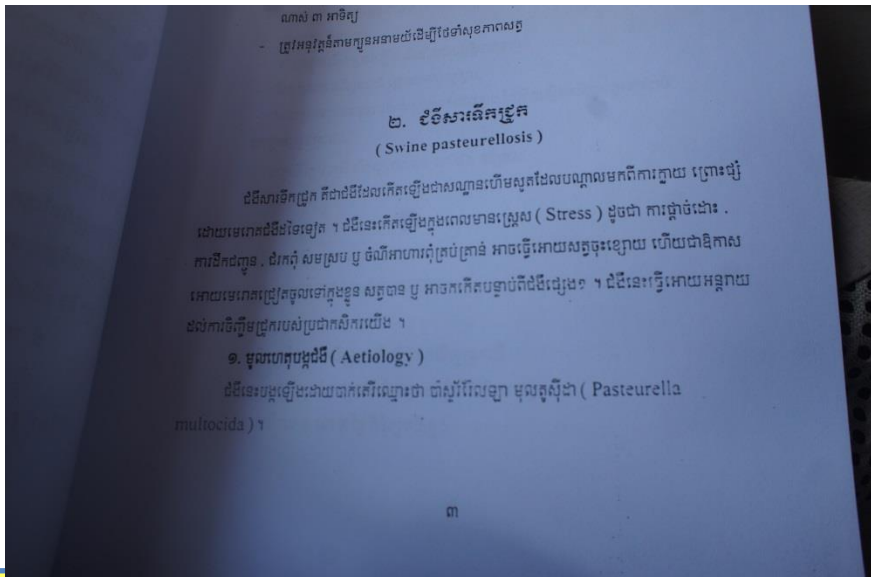 ណាស់ ៣ អាទិត្យ
- ត្រូវអនុវត្តន៍តាមក្បួនអនាមយ័ដើម្បីថែទាំសុខភាពសត្វ
២. ជំងឺសារទឹកជ្រូក
( Swine pasteurellosis )
ជំងឺសារទឹកជ្រូក គឺជាជំងឺដែលកើតឡើងជាសណ្ឋានហើមសួតដែលបណ្តាលមកពីការក្លាយ ព្រោះផ្សំ
ដោយមេរោគជំងឺដទៃទៀត ។ ជំងឺនេះកើតឡើងក្នុងពេលមានស្ត្រេស ( Stress ) ដូចជា ការផ្តាច់ដោះ ,
ការដឹកជញ្ជូន , ជំរកពុំ សមស្រប ឬ ចំណីអាហារពុំគ្រប់គ្រាន់ អាចធ្វើអោយសត្វចុះខ្សោយ ហើយជាឱកាស
អោយមេរោគជ្រៀតចូលទៅក្នុងខ្លួន សត្វបាន ឬ អាចកកើតបន្ទាប់ពីជំងឺផ្សេង១ ។ ជំងឺនេះធ្វើអោយអន្តរាយ
ដល់ការចិញ្ចឹមជ្រូករបស់ប្រជាកសិករយើង ។
១. មូលហេតុបង្កជំងឺ ( Aetiology )
ជំងឺនេះបង្កឡើងដោយបាក់តេរីឈ្មោះថា ប៉ាស្ទ័រ៉ែលឡា មុលតូស៊ីដា ( Pasteurella
multocida ) ។
៣